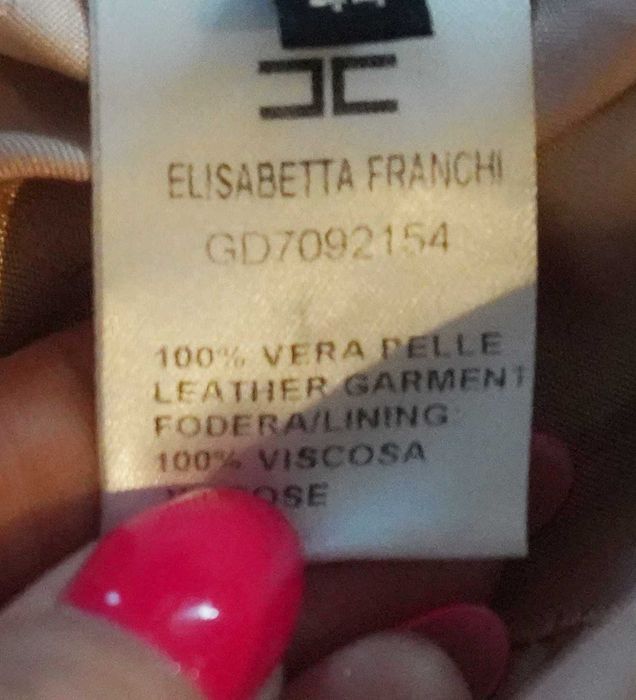 ELISABETTA FRANCHI
GD7092154
100% VERA PELLE
LEATHER GARMENT
FODERA/LINING
100% VISCOSA